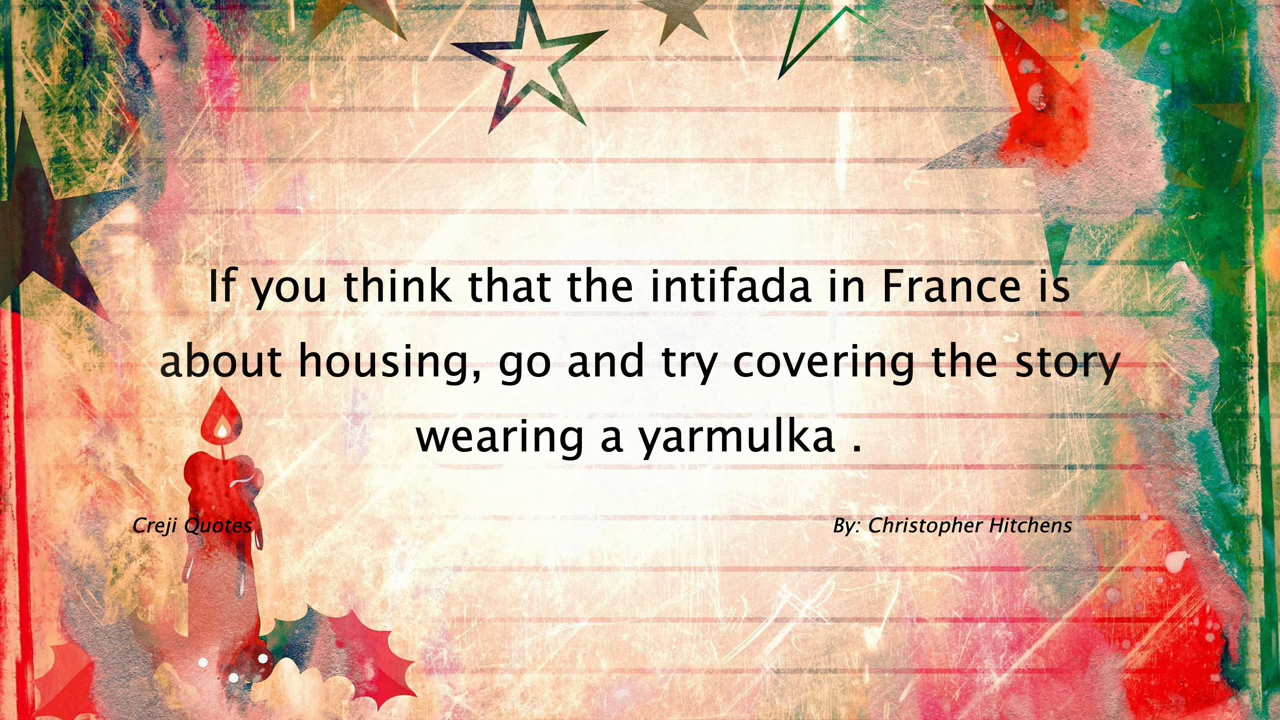 If you think that the intifada in France is
about housing, go and try covering the story
wearing a yarmulka .
Creji Quotes
By: Christopher Hitchens